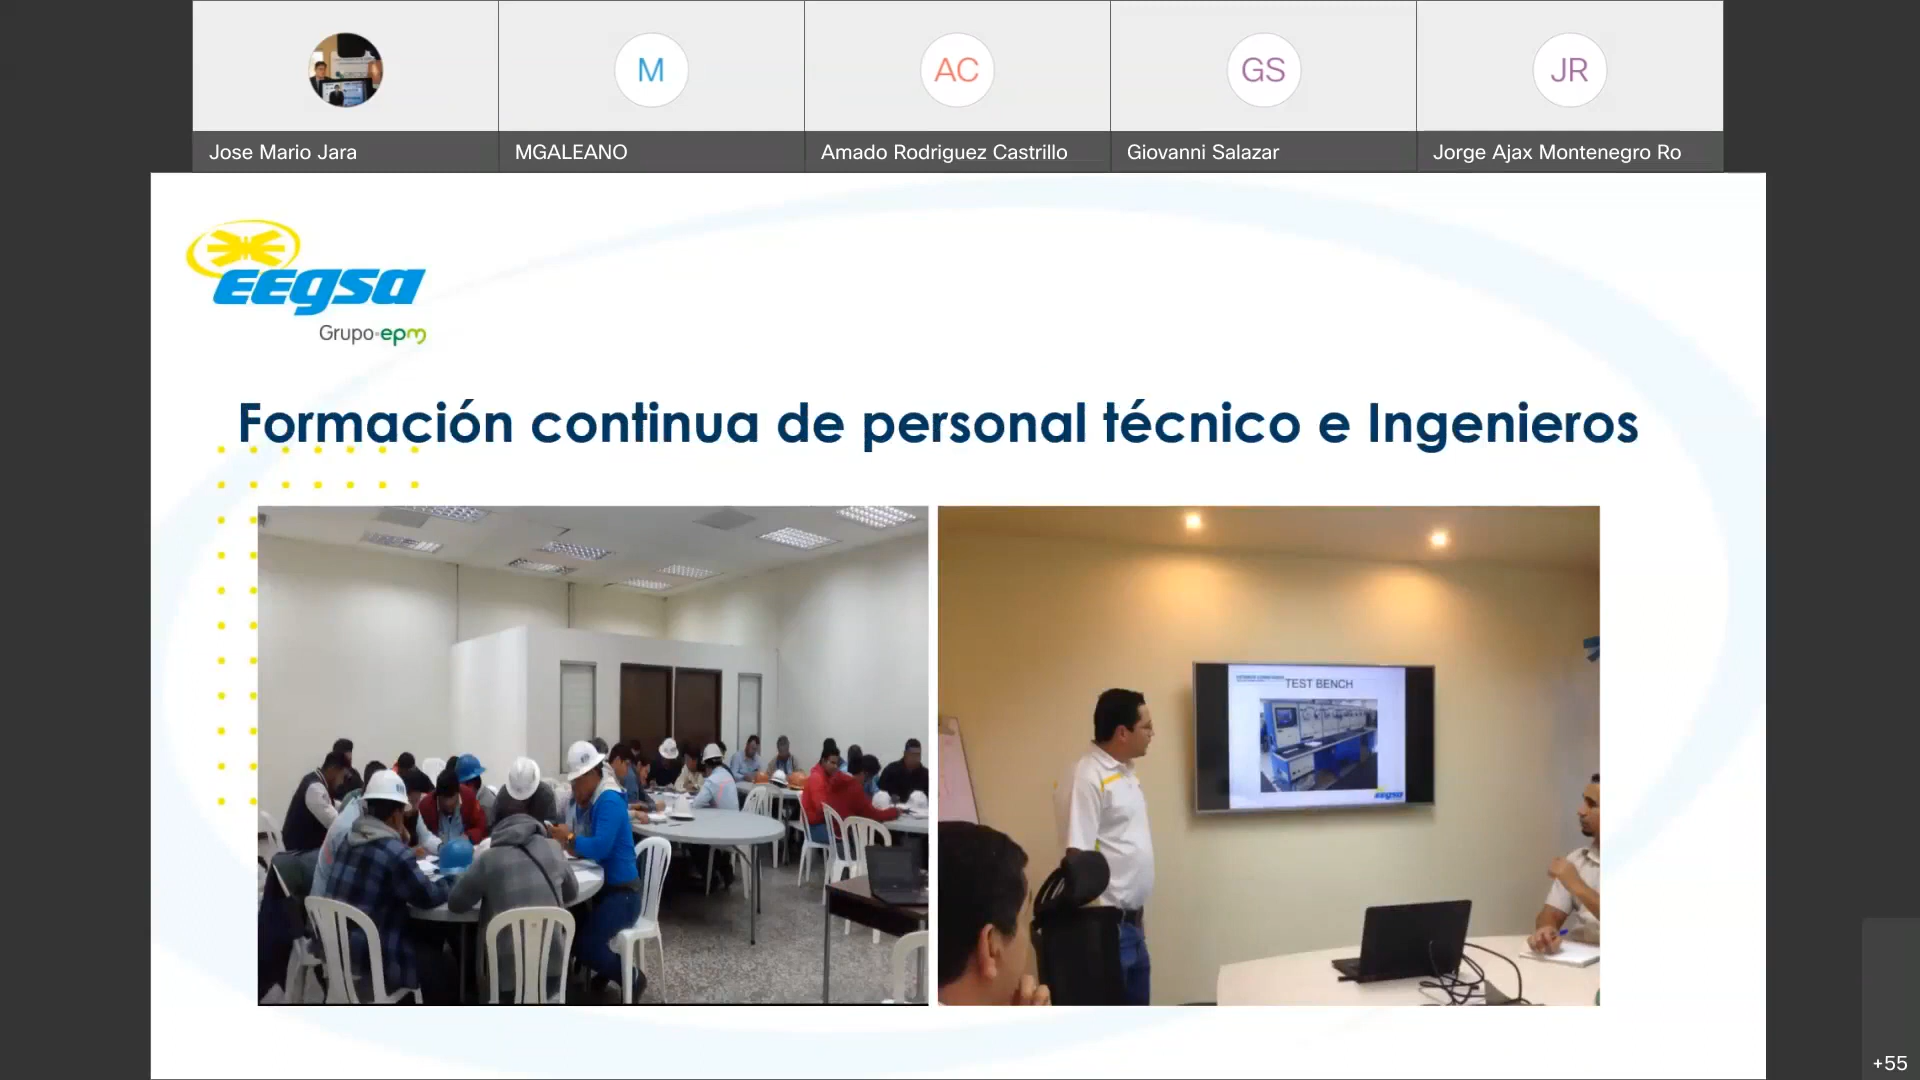 M
AC
GS
JR
Jose Mario Jara
MGALEANO
Amado Rodriguez Castrillo
Giovanni Salazar
Jorge Ajax Montenegro Ro
eegsa
Grupo·epm
Formación continua de personal técnico e Ingenieros
TEST BENCH
eegsa
+55